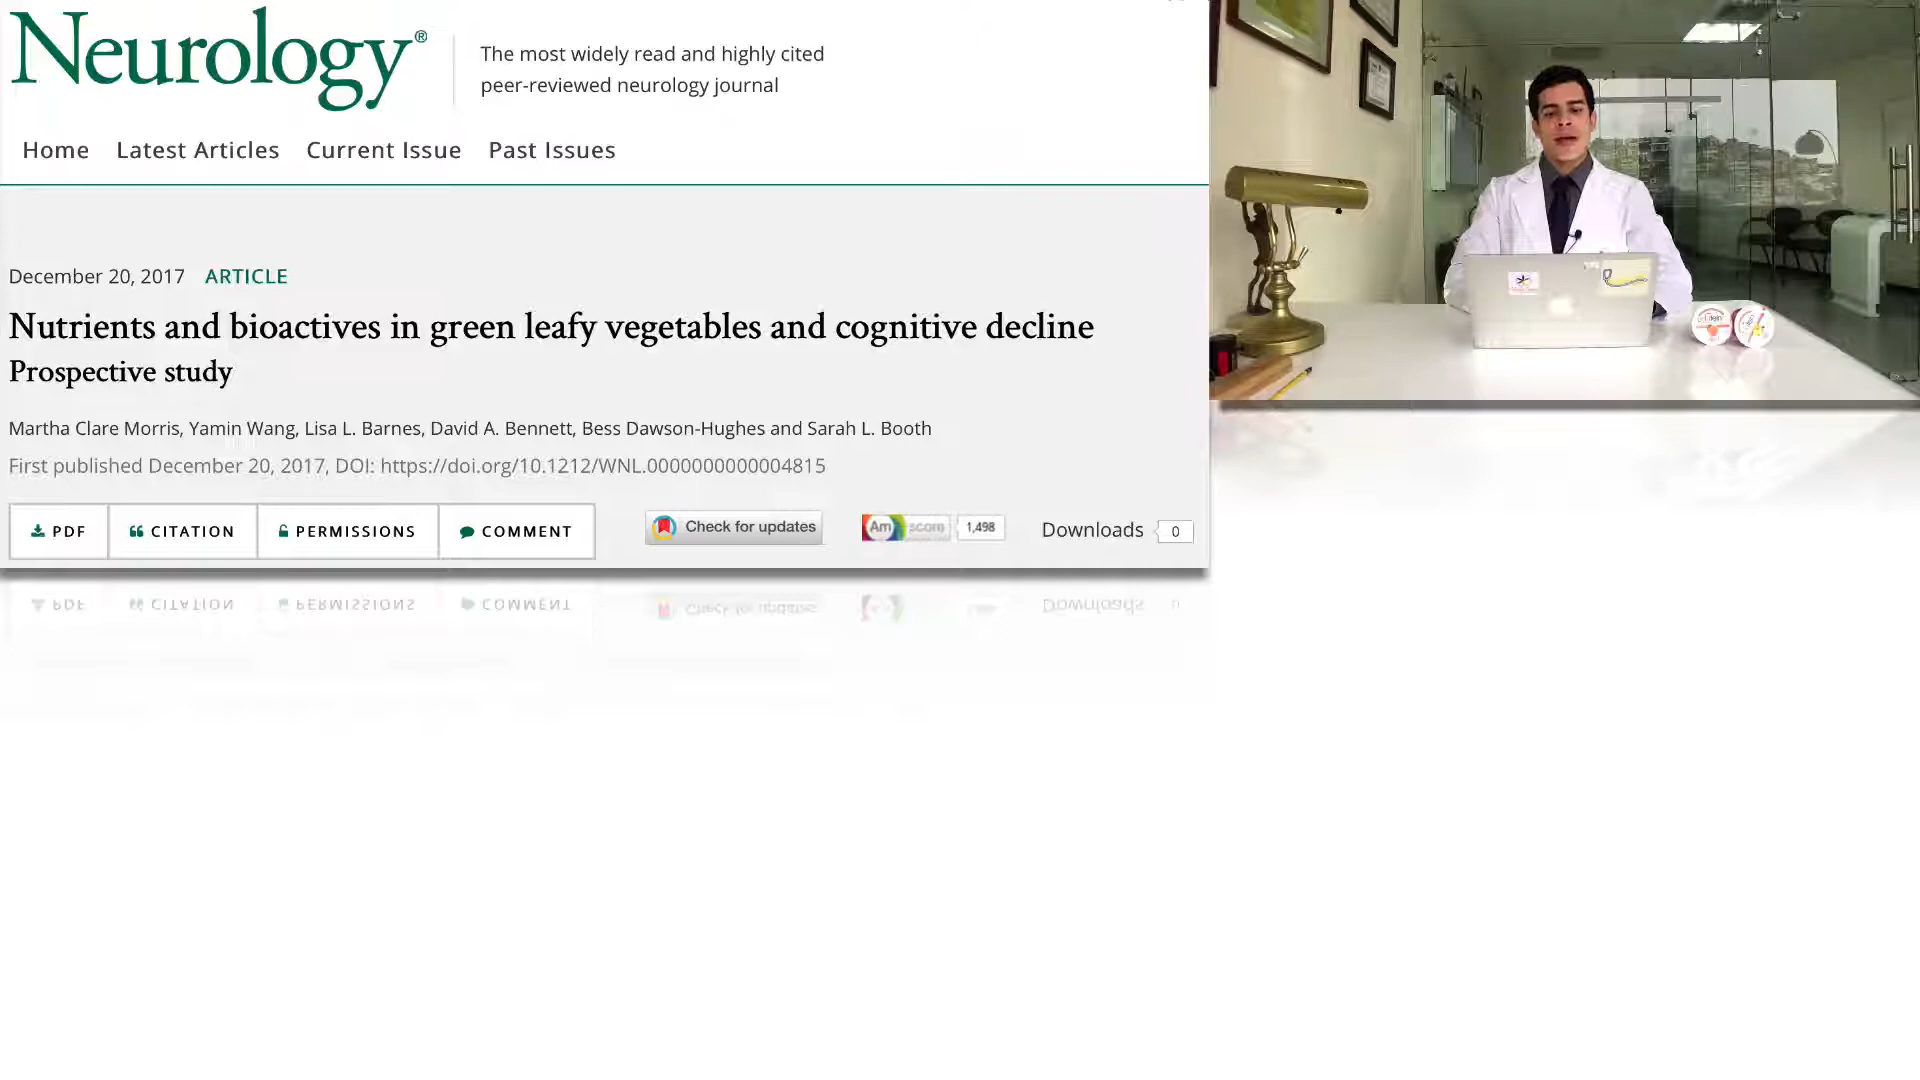 Neurology®
The most widely read and highly cited
peer-reviewed neurology journal
Home Latest Articles Current Issue Past Issues
December 20, 2017 ARTICLE
Nutrients and bioactives in green leafy vegetables and cognitive decline
Prospective study
Martha Clare Morris, Yamin Wang, Lisa L. Barnes, David A. Bennett, Bess Dawson-Hughes and Sarah L. Booth
First published December 20, 2017, DOI: https://doi.org/10.1212/WNL.0000000000004815
PDF CITATION PERMISSIONS COMMENT Check for updates Am score 1,498 Downloads 0